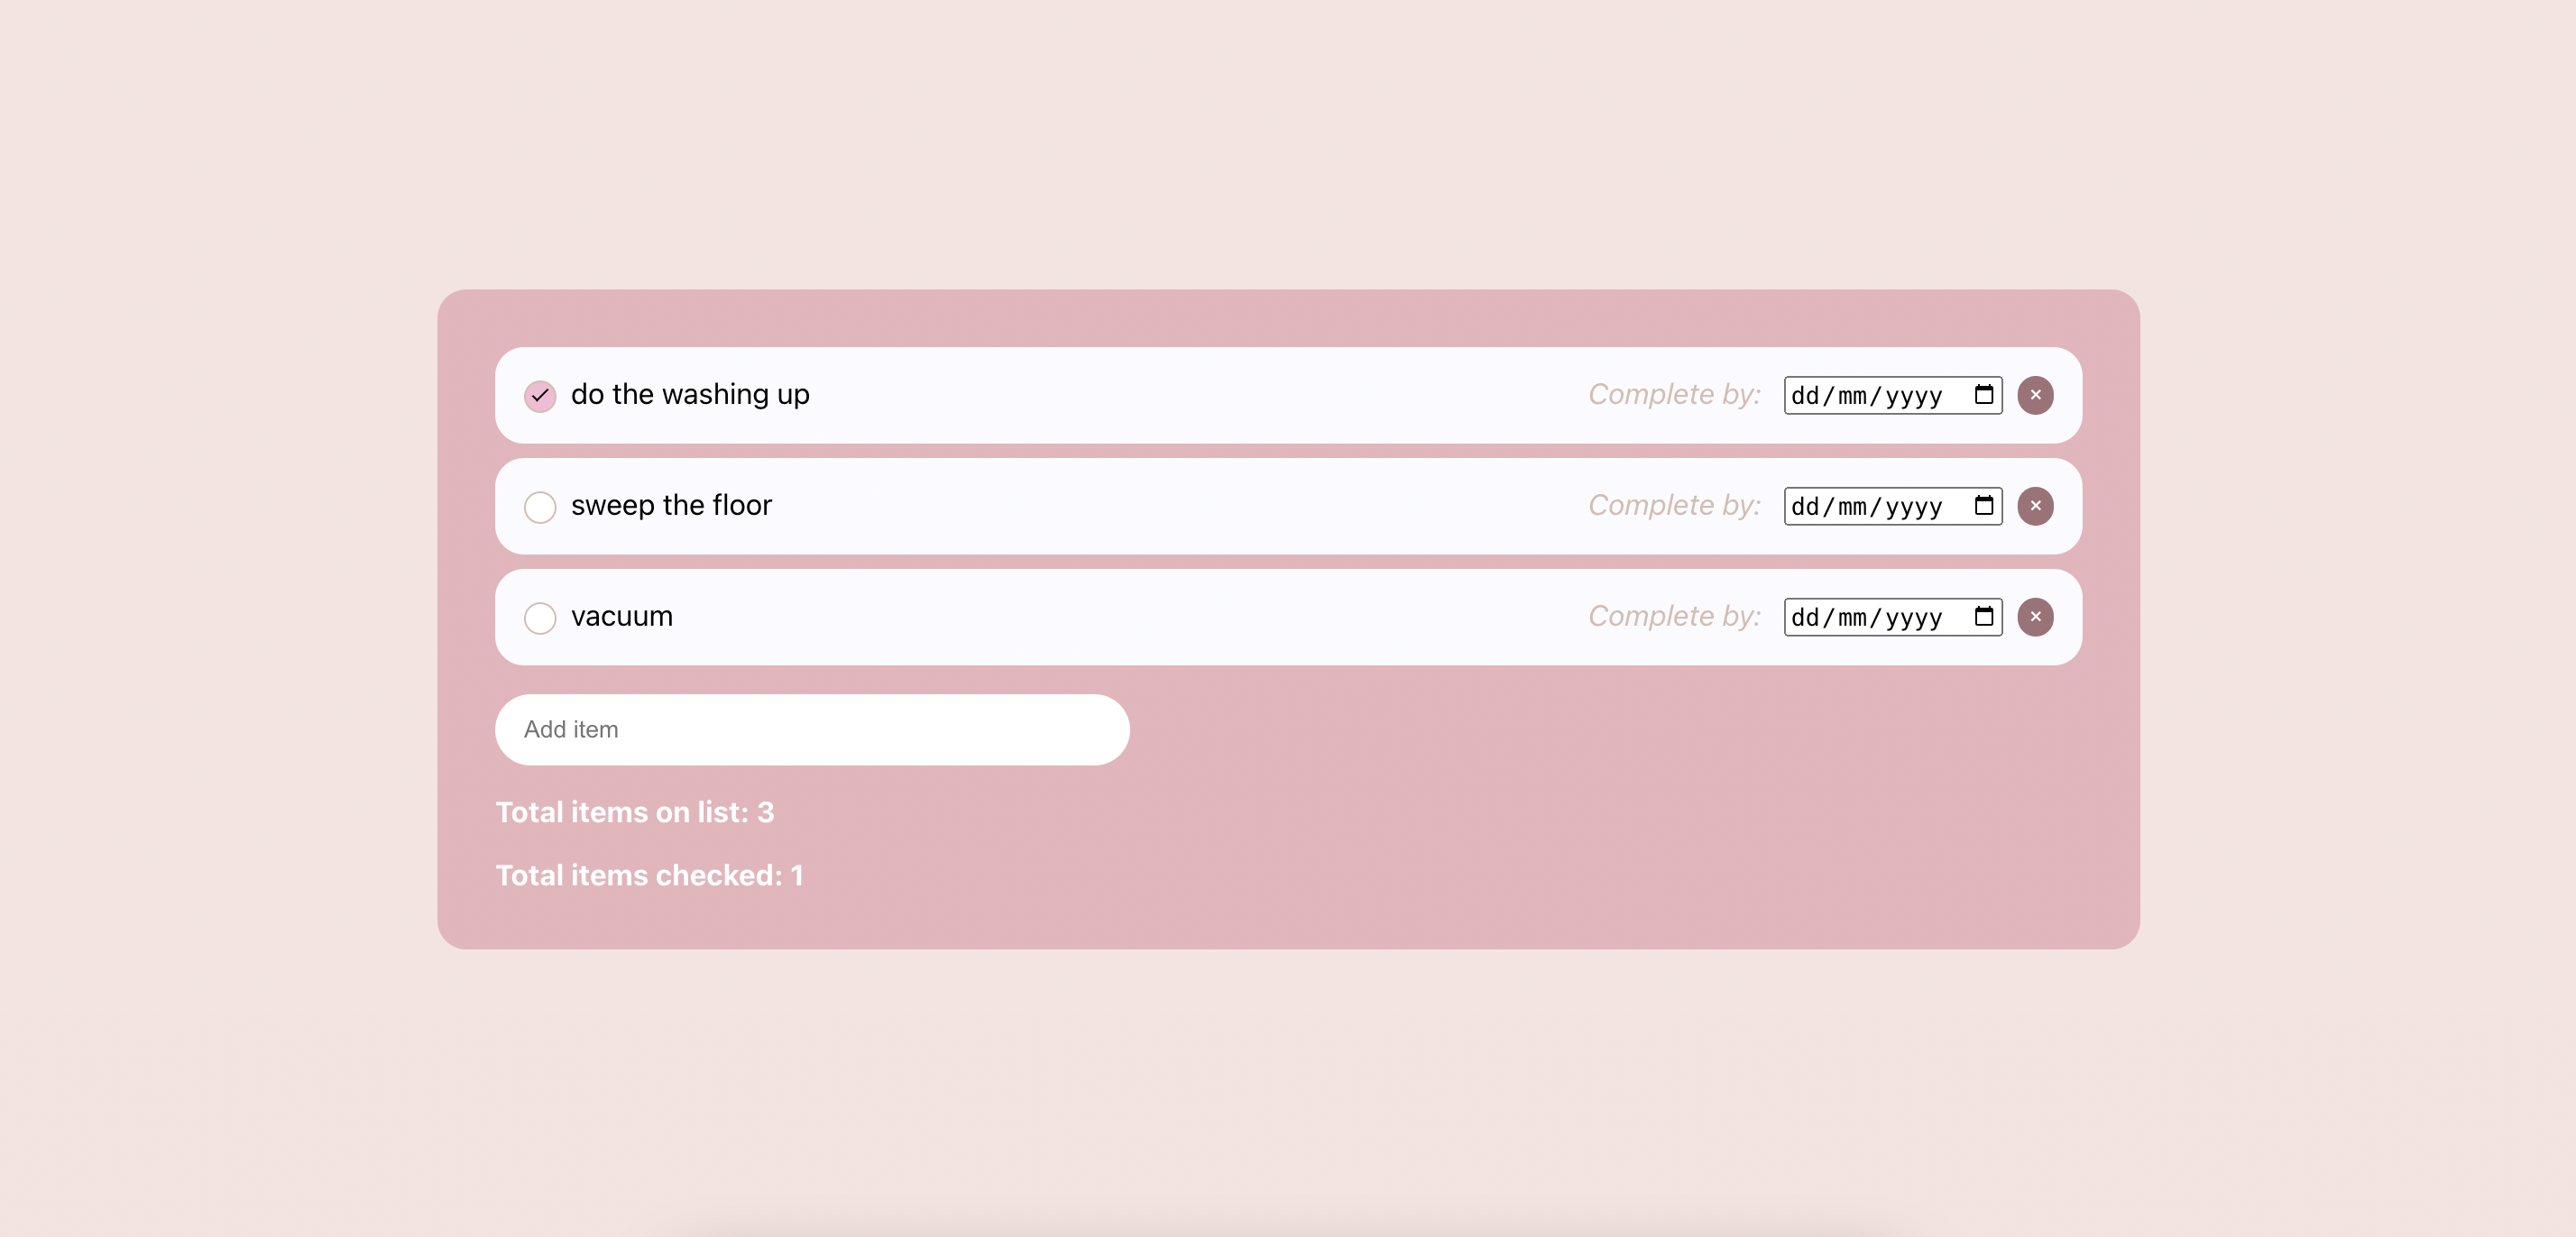 do the washing up Complete by: dd/mm/yyyy
sweep the floor Complete by: dd/mm/yyyy
vacuum Complete by: dd/mm/yyyy
Add item
Total items on list: 3
Total items checked: 1